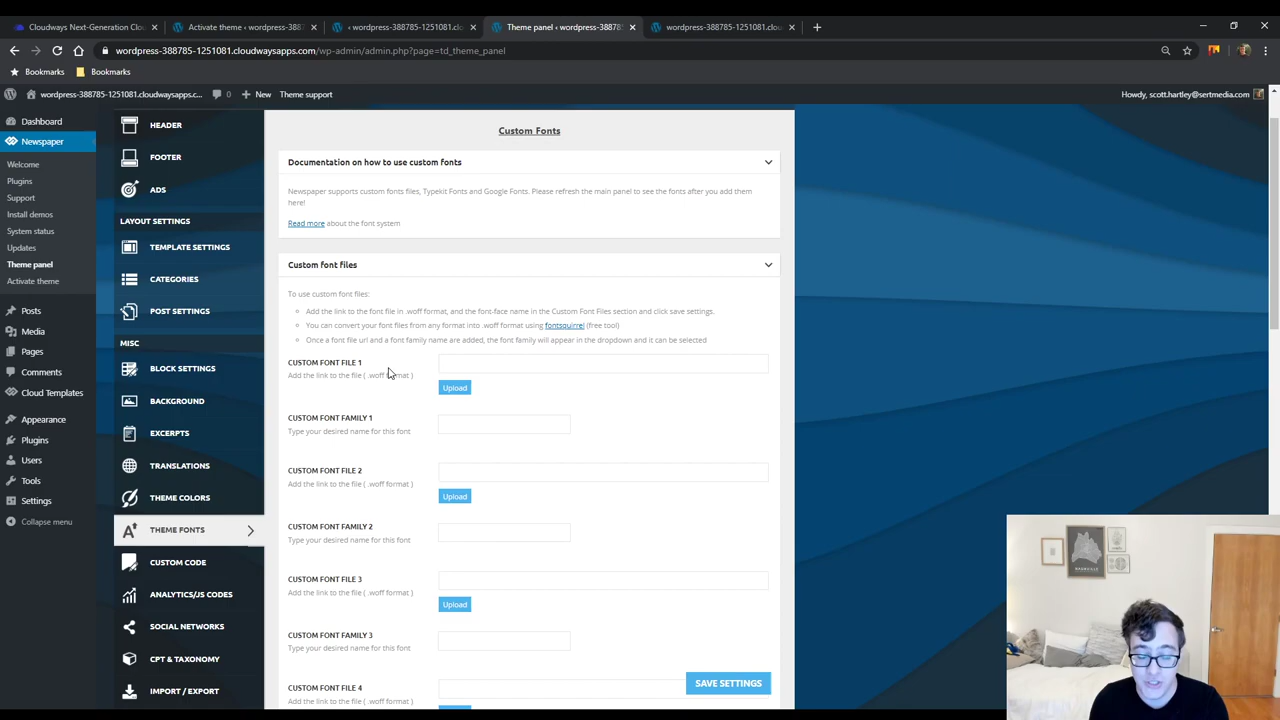 Cloudways Next-Generation Clo
Activate theme ‹ wordpress-3887
wordpress-388785-1251081.clo
Theme panel ‹ wordpress-388785
wordpress-388785-1251081.clou
wordpress-388785-1251081.cloudwaysapps.com/wp-admin/admin.php?page=td_theme_panel
Bookmarks
Bookmarks
wordpress-388785-1251081.cloudwaysapps.c...
0
New
Theme support
Howdy, scott.hartley@sertmedia.com
Dashboard
Newspaper
Welcome
Plugins
Support
Install demos
System status
Updates
Theme panel
Activate theme
Posts
Media
Pages
Comments
Cloud Templates
Appearance
Plugins
Users
Tools
Settings
Collapse menu
HEADER
FOOTER
ADS
LAYOUT SETTINGS
TEMPLATE SETTINGS
CATEGORIES
POST SETTINGS
MISC
BLOCK SETTINGS
BACKGROUND
EXCERPTS
TRANSLATIONS
THEME COLORS
THEME FONTS
CUSTOM CODE
ANALYTICS/JS CODES
SOCIAL NETWORKS
CPT & TAXONOMY
IMPORT / EXPORT
Custom Fonts
Documentation on how to use custom fonts
Newspaper supports custom fonts files, Typekit Fonts and Google Fonts. Please refresh the main panel to see the fonts after you add them
here!
Read more about the font system
Custom font files
To use custom font files:
Add the link to the font file in .woff format, and the font-face name in the Custom Font Files section and click save settings.
You can convert your font files from any format into .woff format using fontsquirrel (free tool)
Once a font file url and a font family name are added, the font family will appear in the dropdown and it can be selected
CUSTOM FONT FILE 1
Add the link to the file ( .woff format )
Upload
CUSTOM FONT FAMILY 1
Type your desired name for this font
CUSTOM FONT FILE 2
Add the link to the file ( .woff format )
Upload
CUSTOM FONT FAMILY 2
Type your desired name for this font
CUSTOM FONT FILE 3
Add the link to the file ( .woff format )
Upload
CUSTOM FONT FAMILY 3
Type your desired name for this font
CUSTOM FONT FILE 4
Add the link to the file ( .woff format )
SAVE SETTINGS